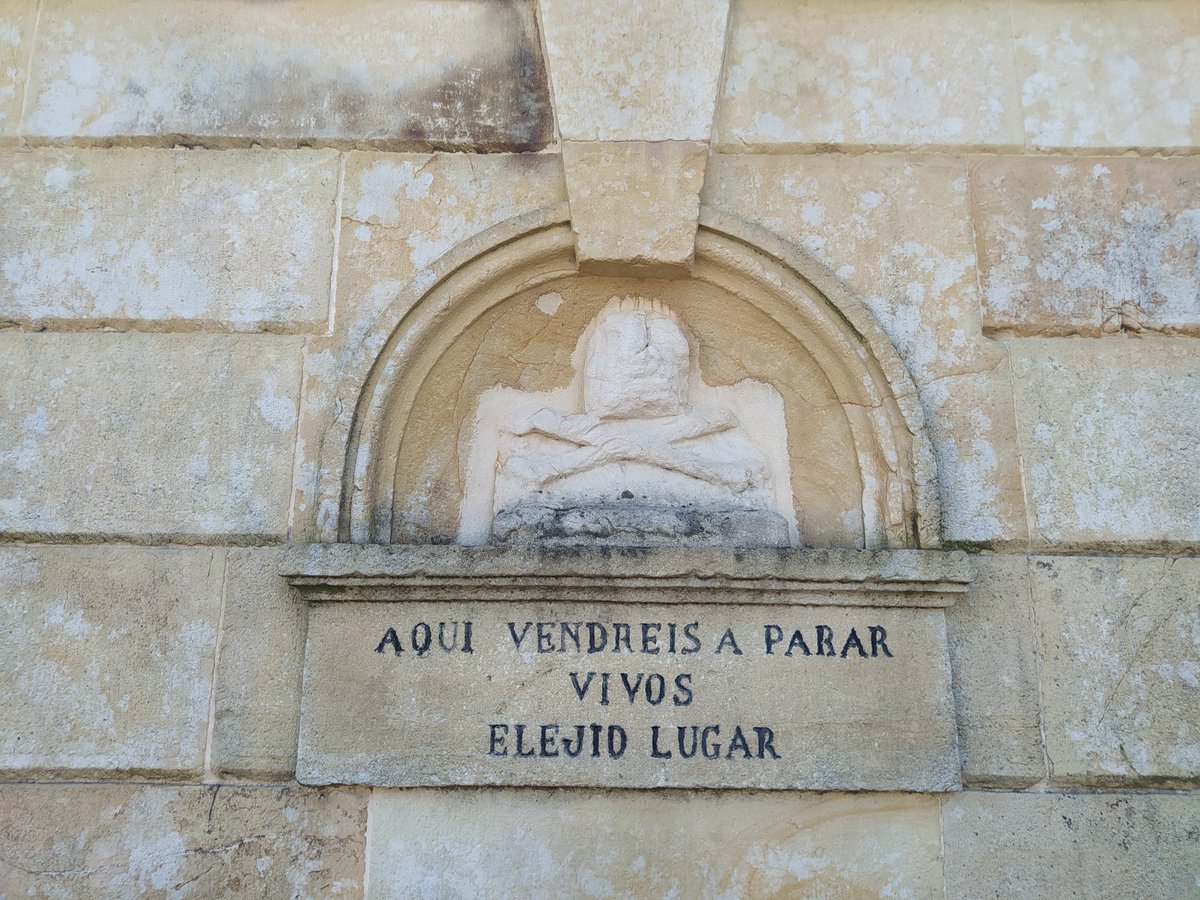 AQUI VENDREIS A PARAR
VIVOS
ELEJID LUGAR